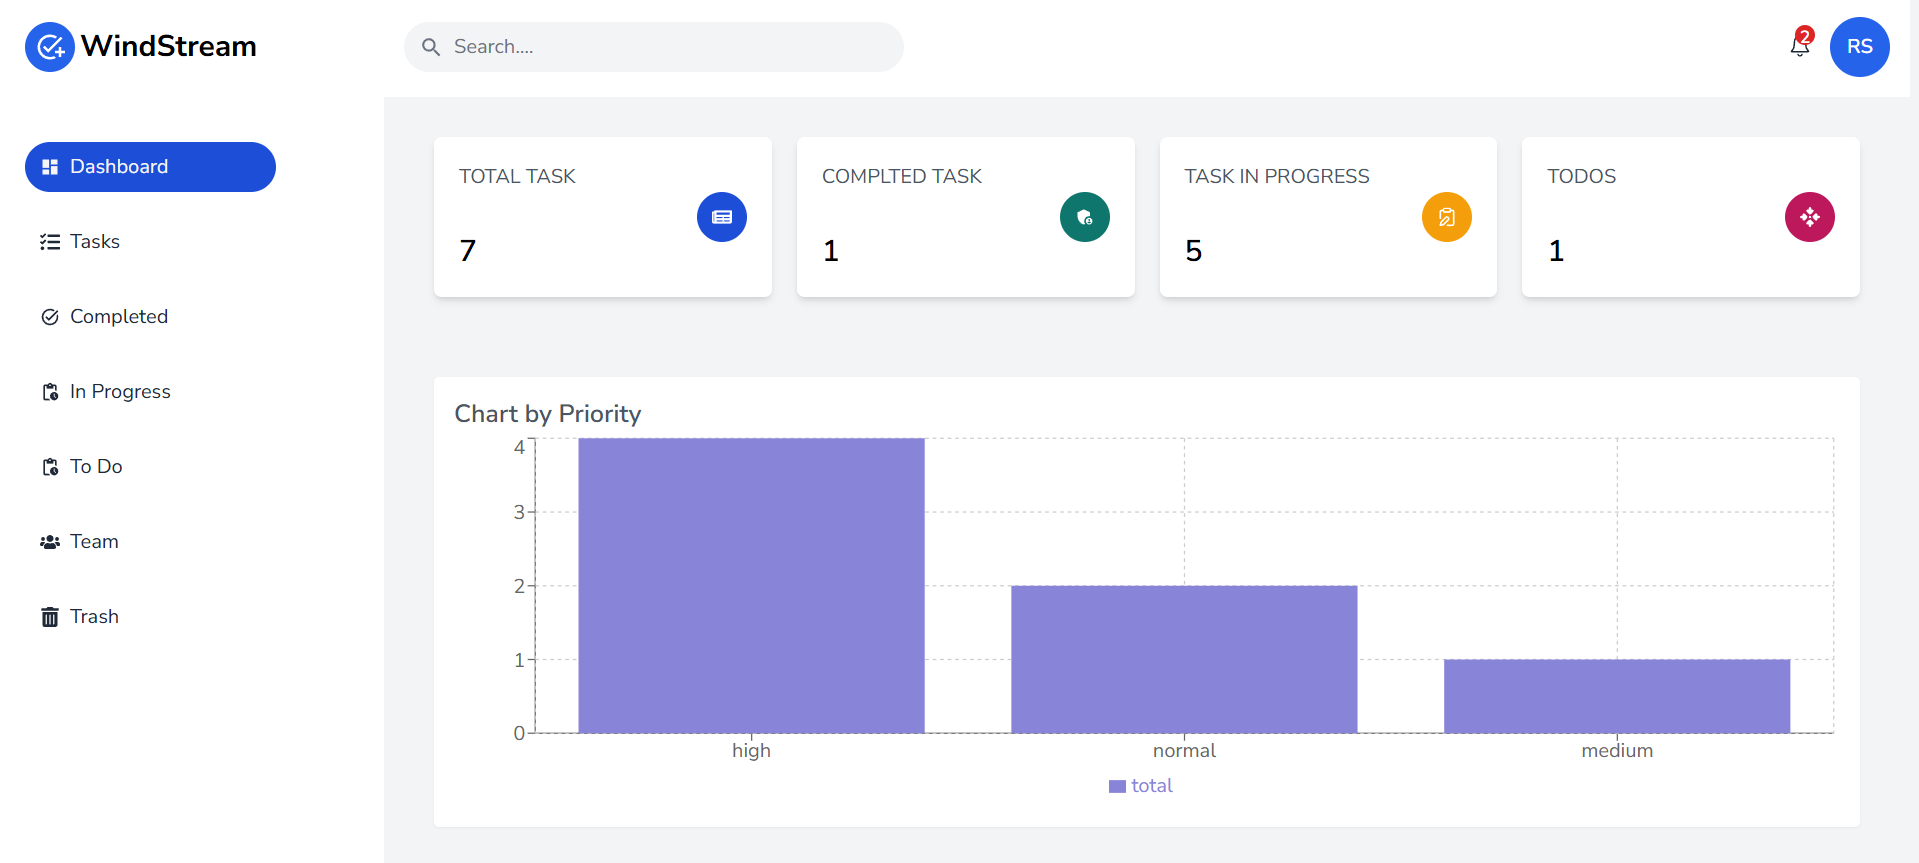 WindStream
Search....
2
RS
Dashboard
Tasks
Completed
In Progress
To Do
Team
Trash
TOTAL TASK
7
COMPLTED TASK
1
TASK IN PROGRESS
5
TODOS
1
Chart by Priority
4
3
2
1
0
high normal medium
total